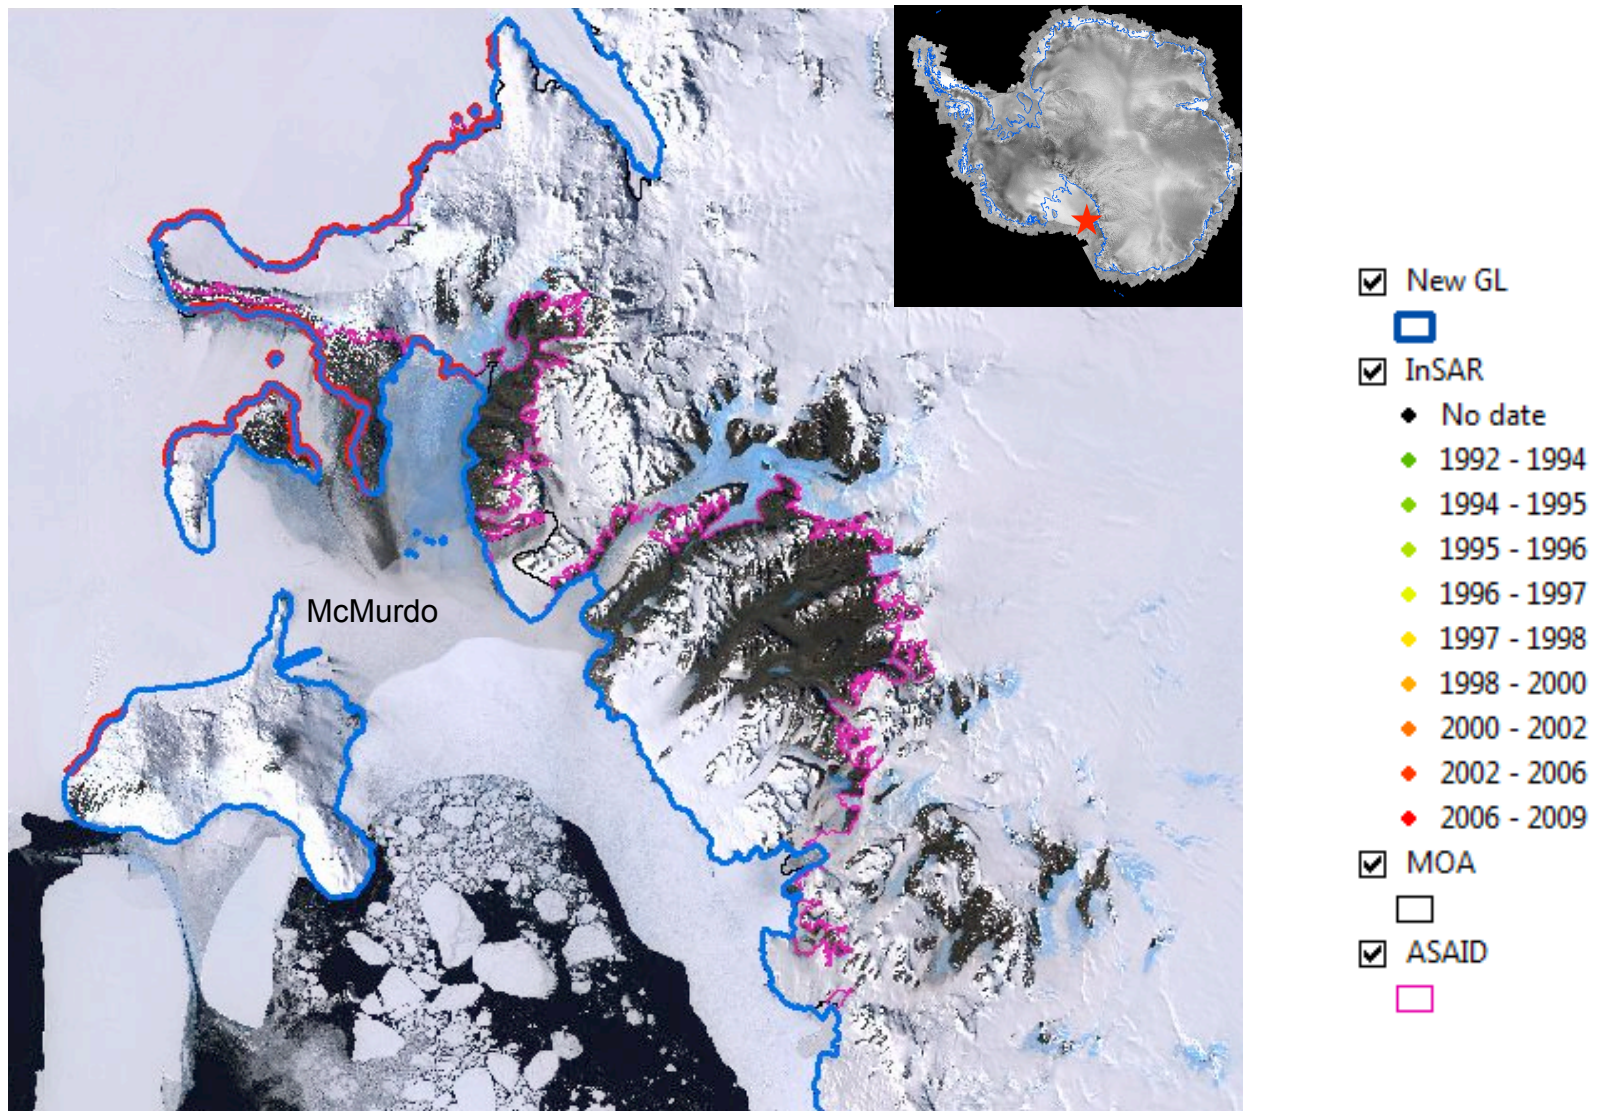 McMurdo
New GL
InSAR
No date
1992 - 1994
1994 - 1995
1995 - 1996
1996 - 1997
1997 - 1998
1998 - 2000
2000 - 2002
2002 - 2006
2006 - 2009
MOA
ASAID